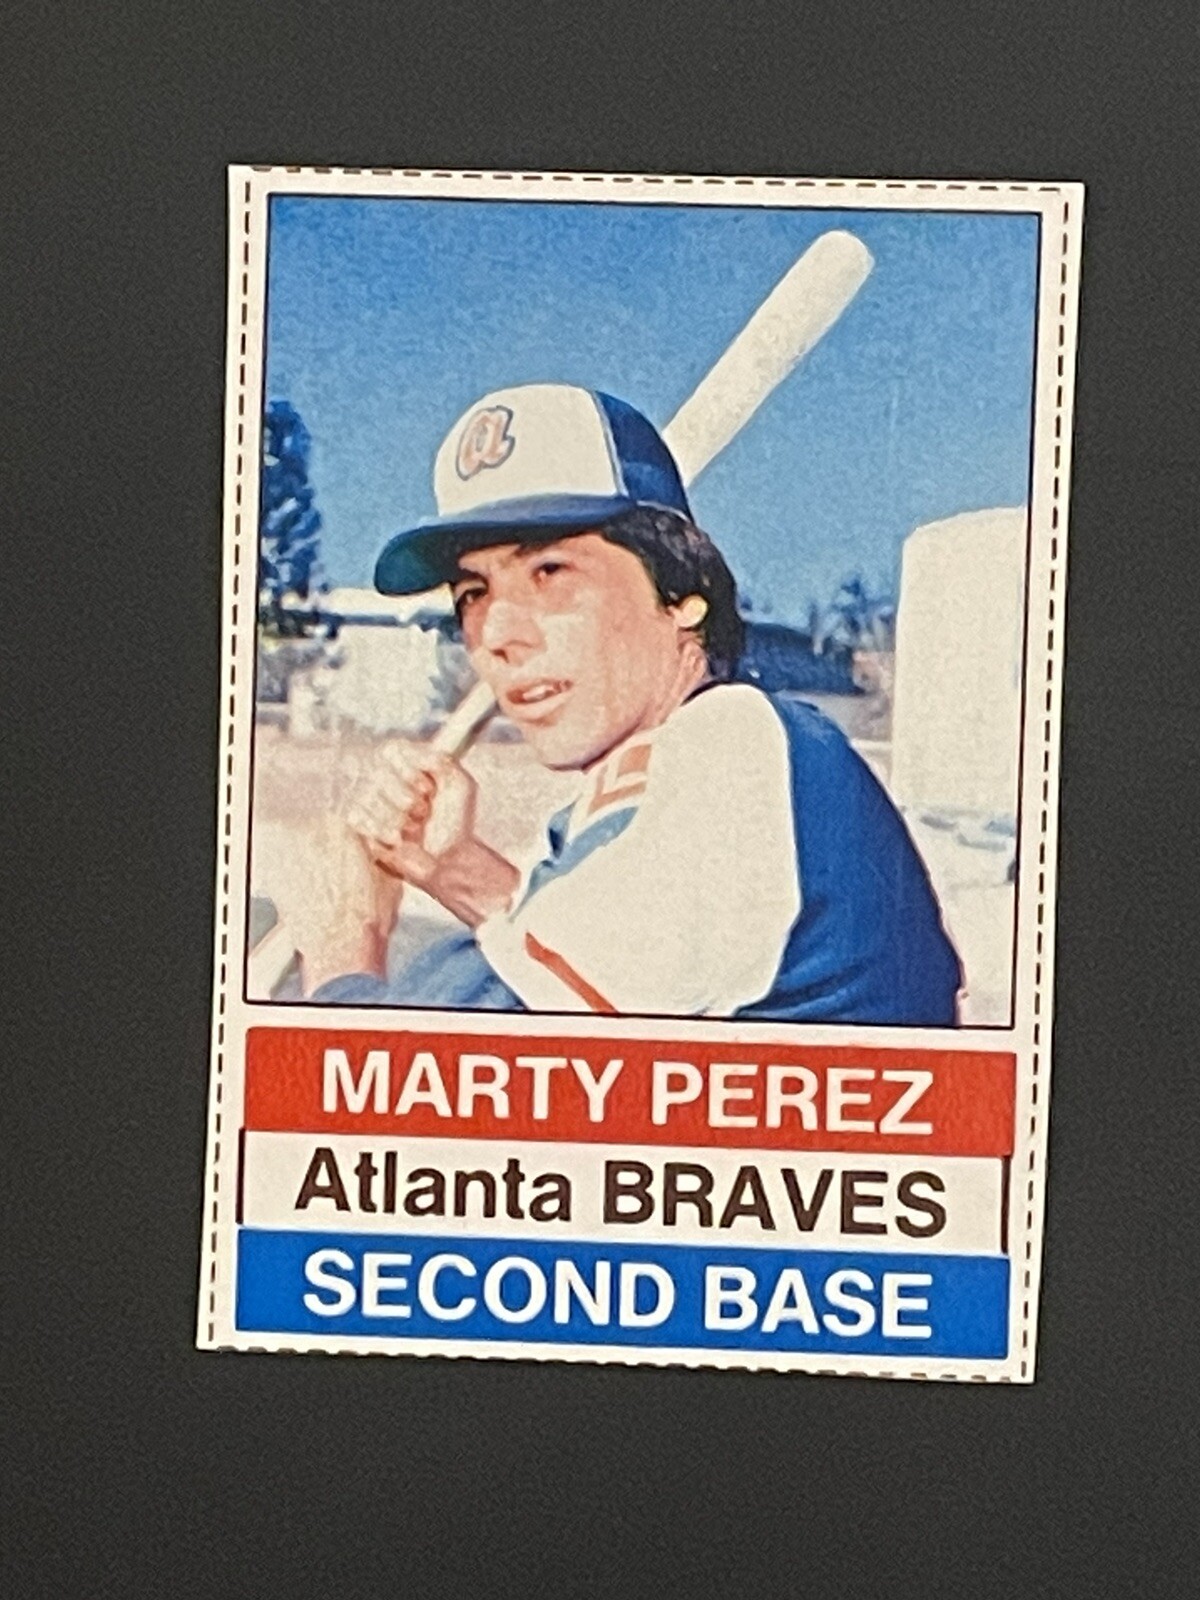 a
MARTY PEREZ
Atlanta BRAVES
SECOND BASE